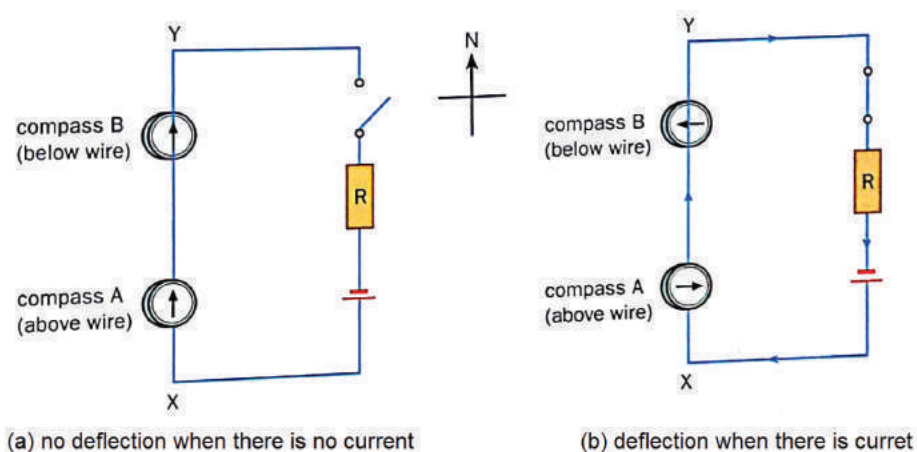 Y
compass B
(below wire)
R
compass A
(above wire)
X
N
Y
compass B
(below wire)
R
compass A
(above wire)
X
(a) no deflection when there is no current
(b) deflection when there is curret